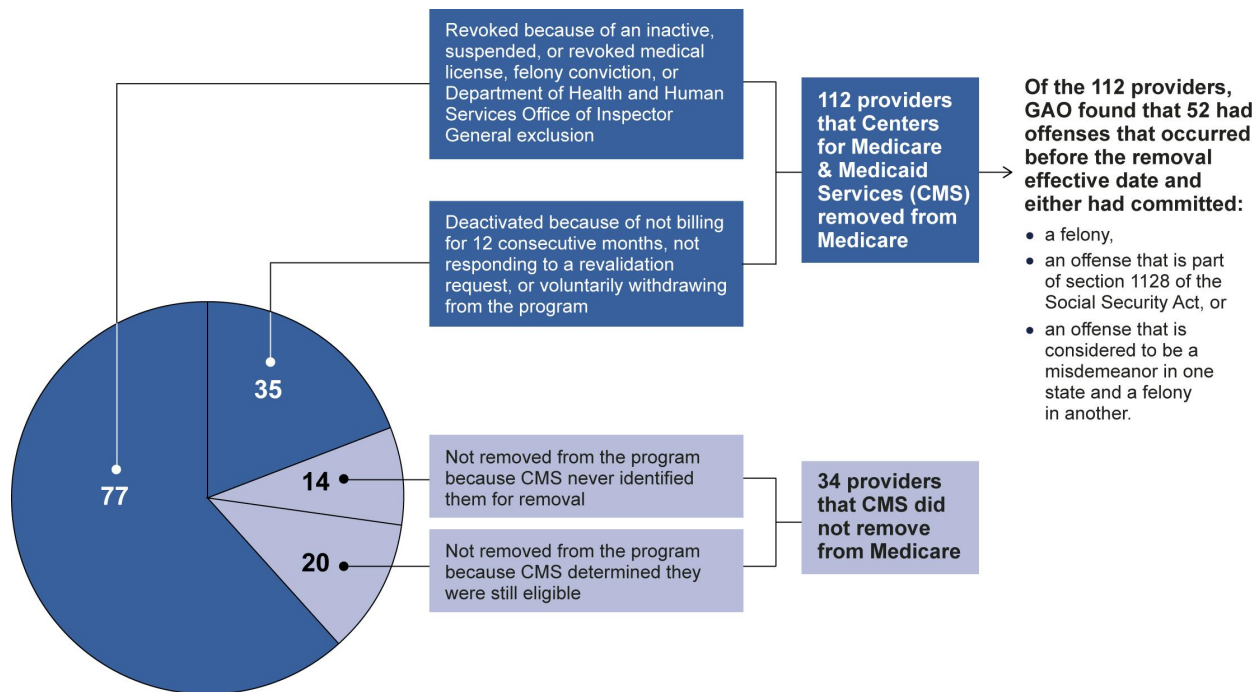 Revoked because of an inactive,
suspended, or revoked medical
license, felony conviction, or
Department of Health and Human
Services Office of Inspector
General exclusion
112 providers
that Centers
for Medicare
& Medicaid
Services (CMS)
removed from
Medicare
Of the 112 providers,
GAO found that 52 had
offenses that occurred
before the removal
effective date and
either had committed:
• a felony,
• an offense that is part
of section 1128 of the
Social Security Act, or
• an offense that is
considered to be a
misdemeanor in one
state and a felony
in another.
Deactivated because of not billing
for 12 consecutive months, not
responding to a revalidation
request, or voluntarily withdrawing
from the program
35
77
14
20
Not removed from the program
because CMS never identified
them for removal
Not removed from the program
because CMS determined they
were still eligible
34 providers
that CMS did
not remove
from Medicare